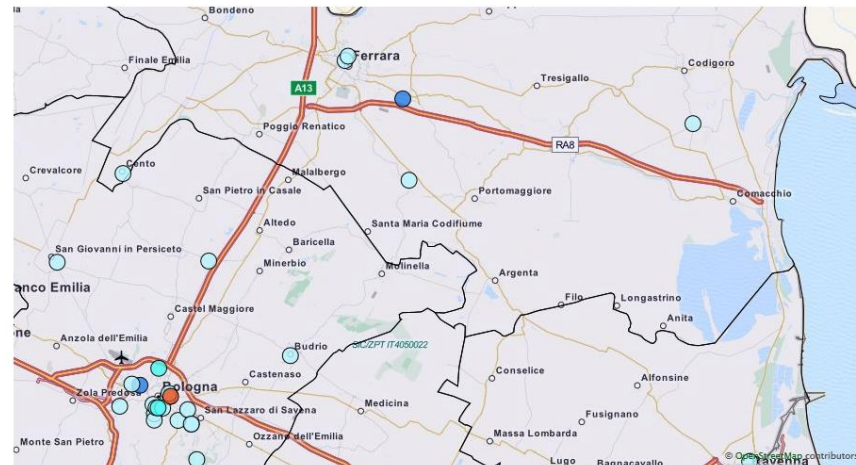 Bondeno
Finale Emilia
Ferrara
Codigoro
Tresigallo
A13
Poggio Renatico
RA8
Crevalcore
Cento
San Pietro in Casale
Malalbergo
Portomaggiore
Comacchio
Santa Maria Codifiume
Altedo
Baricella
San Giovanni in Persiceto
Minerbio
Molinella
Argenta
anco Emilia
Castel Maggiore
Filo
Longastrino
Anita
Anzola dell'Emilia
Budrio
SIC/ZPT IT4050022
Castenaso
Conselice
Alfonsine
Zola Predosa
Bologna
San Lazzaro di Savena
Medicina
Fusignano
Monte San Pietro
Ozzano dell'Emilia
Massa Lombarda
Lugo
Bagnacavallo
Ravenna
© OpenStreetMap contributors